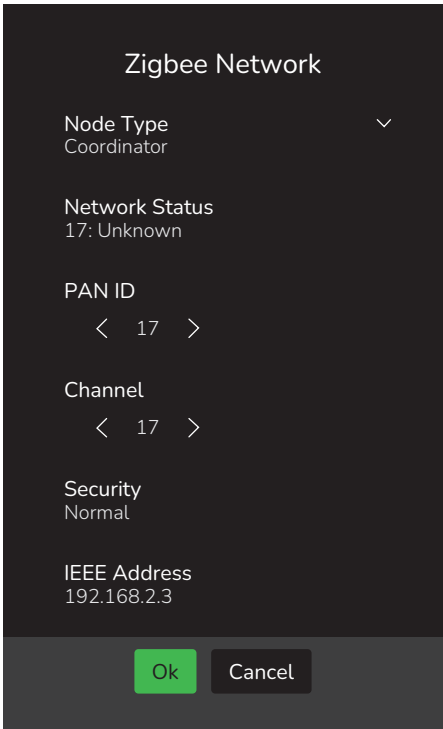 Zigbee Network
Node Type
Coordinator
Network Status
17: Unknown
PAN ID
17
Channel
17
Security
Normal
IEEE Address
192.168.2.3
Ok Cancel